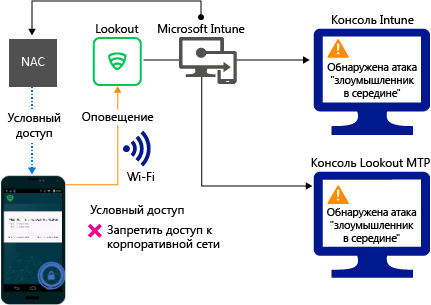 Lookout
Microsoft Intune
Консоль Intune
NAC
Обнаружена атака
"злоумышленник
в середине"
Условный
доступ
Оповещение
Wi-Fi
Консоль Lookout MTP
Обнаружена атака
"злоумышленник
в середине"
Условный доступ
Запретить доступ к
корпоративной сети